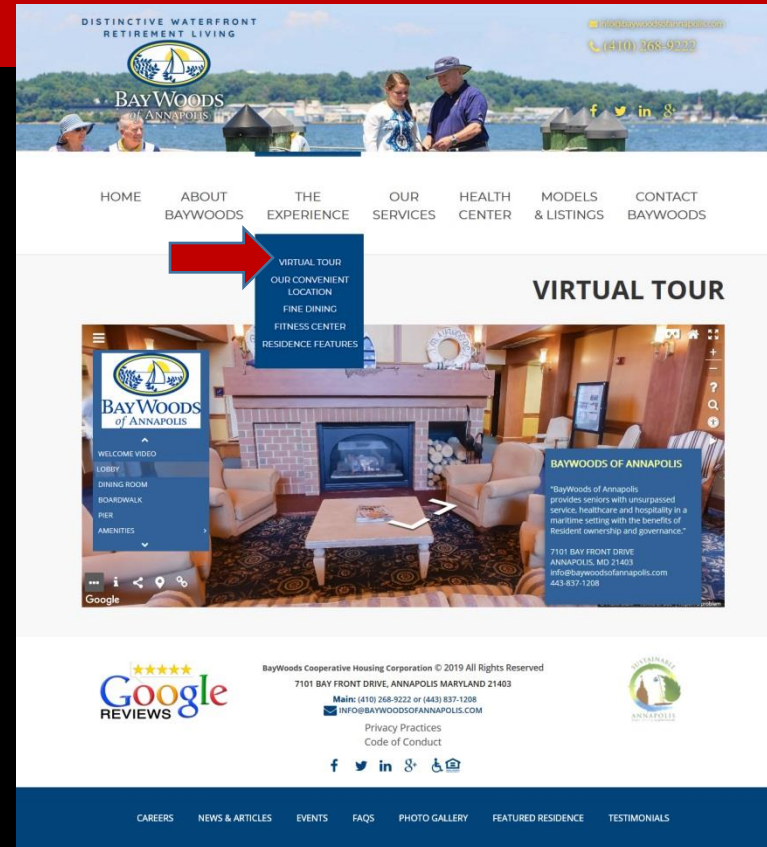 DISTINCTIVE WATERFRONT
RETIREMENT LIVING
BAYWOODS
of ANNAPOLIS
info@baywoodsofannapolis.com
(410) 268-9222
HOME
ABOUT
BAYWOODS
THE
EXPERIENCE
OUR
SERVICES
HEALTH
CENTER
MODELS
& LISTINGS
CONTACT
BAYWOODS
VIRTUAL TOUR
OUR CONVENIENT
LOCATION
FINE DINING
FITNESS CENTER
RESIDENCE FEATURES
VIRTUAL TOUR
BAYWOODS
of ANNAPOLIS
WELCOME VIDEO
LOBBY
DINING ROOM
BOARDWALK
PIER
AMENITIES
BAYWOODS OF ANNAPOLIS
"BayWoods of Annapolis
provides seniors with unsurpassed
service, healthcare and hospitality in a
maritime setting with the benefits of
Resident ownership and governance."
7101 BAY FRONT DRIVE
ANNAPOLIS, MD 21403
info@baywoodsofannapolis.com
443-837-1208
Google
problem
Google
REVIEWS
BayWoods Cooperative Housing Corporation © 2019 All Rights Reserved
7101 BAY FRONT DRIVE, ANNAPOLIS MARYLAND 21403
Main: (410) 268-9222 or (443) 837-1208
INFO@BAYWOODSOFANNAPOLIS.COM
Privacy Practices
Code of Conduct
SUSTAINABLE
ANNAPOLIS
CAREERS NEWS & ARTICLES EVENTS FAQS PHOTO GALLERY FEATURED RESIDENCE TESTIMONIALS